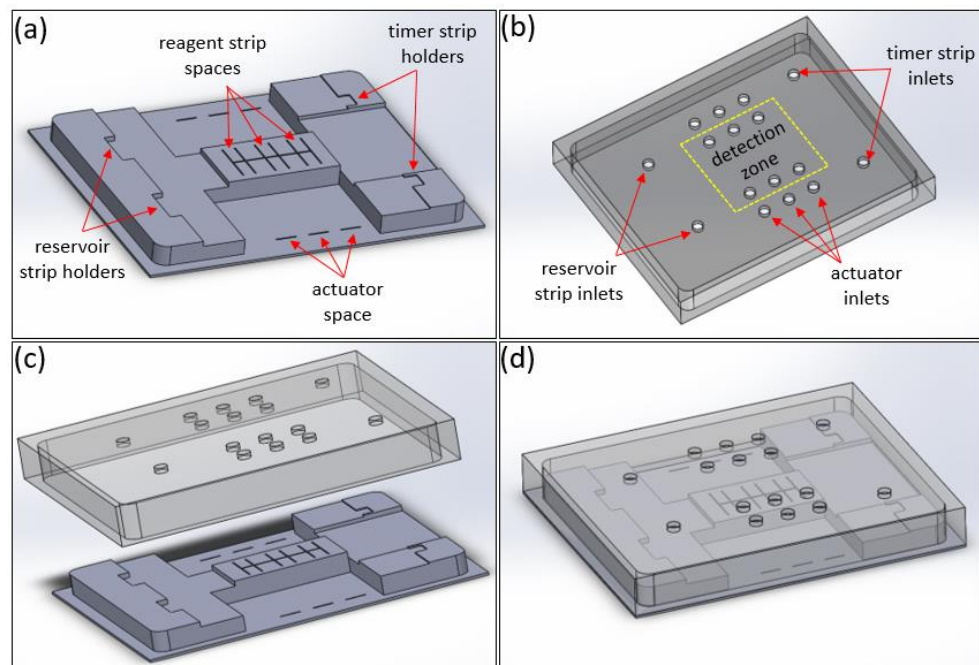 (a)
reagent strip
spaces
timer strip
holders
reservoir
strip holders
actuator
space
(b)
timer strip
inlets
detection
zone
reservoir
strip inlets
actuator
inlets
(c)
(d)